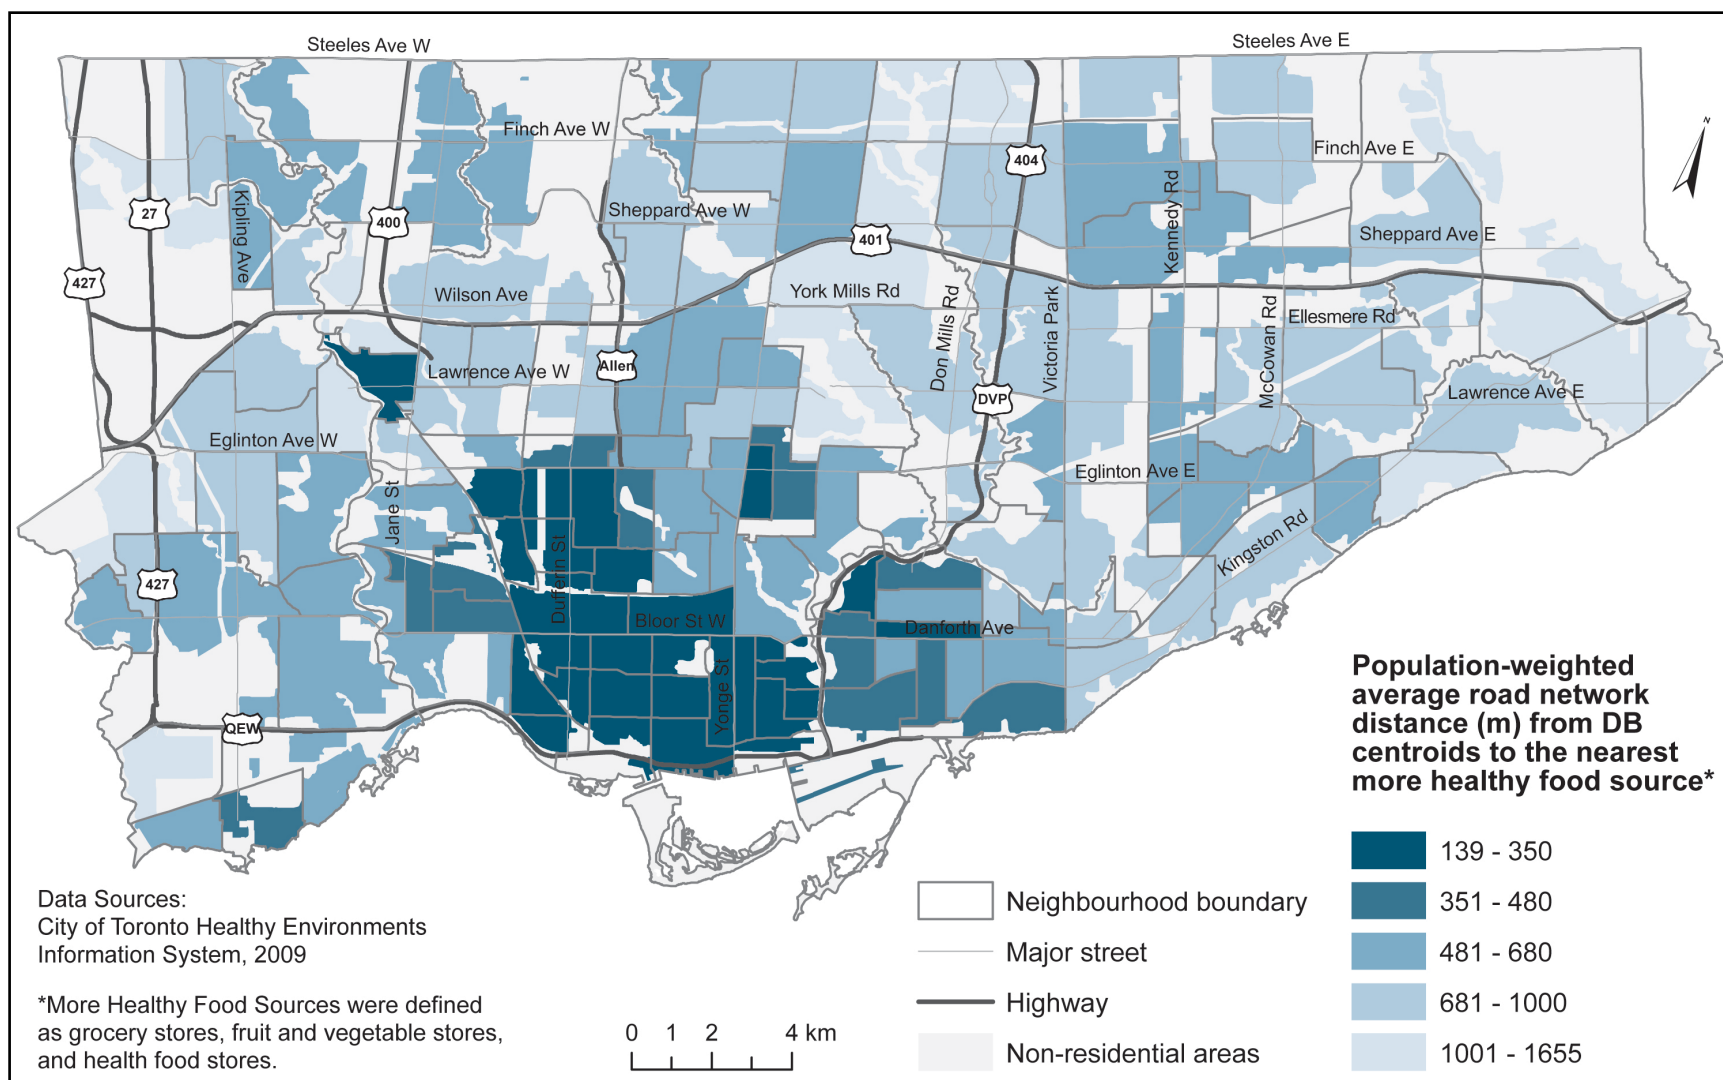 Steeles Ave W
Steeles Ave E
N
Finch Ave W
Finch Ave E
404
27
Kipling Ave
400
Sheppard Ave W
401
Kennedy Rd
Sheppard Ave E
427
Wilson Ave
York Mills Rd
Don Mills Rd
Victoria Park
McCowan Rd
Ellesmere Rd
Lawrence Ave W
Allen
DVP
Lawrence Ave E
Eglinton Ave W
Eglinton Ave E
Jane St
Dufferin St
Kingston Rd
427
Bloor St W
Danforth Ave
Yonge St
QEW
Population-weighted
average road network
distance (m) from DB
centroids to the nearest
more healthy food source*
139 - 350
351 - 480
481 - 680
681 - 1000
1001 - 1655
Neighbourhood boundary
Major street
Highway
Non-residential areas
0 1 2 4 km
Data Sources:
City of Toronto Healthy Environments
Information System, 2009
*More Healthy Food Sources were defined
as grocery stores, fruit and vegetable stores,
and health food stores.